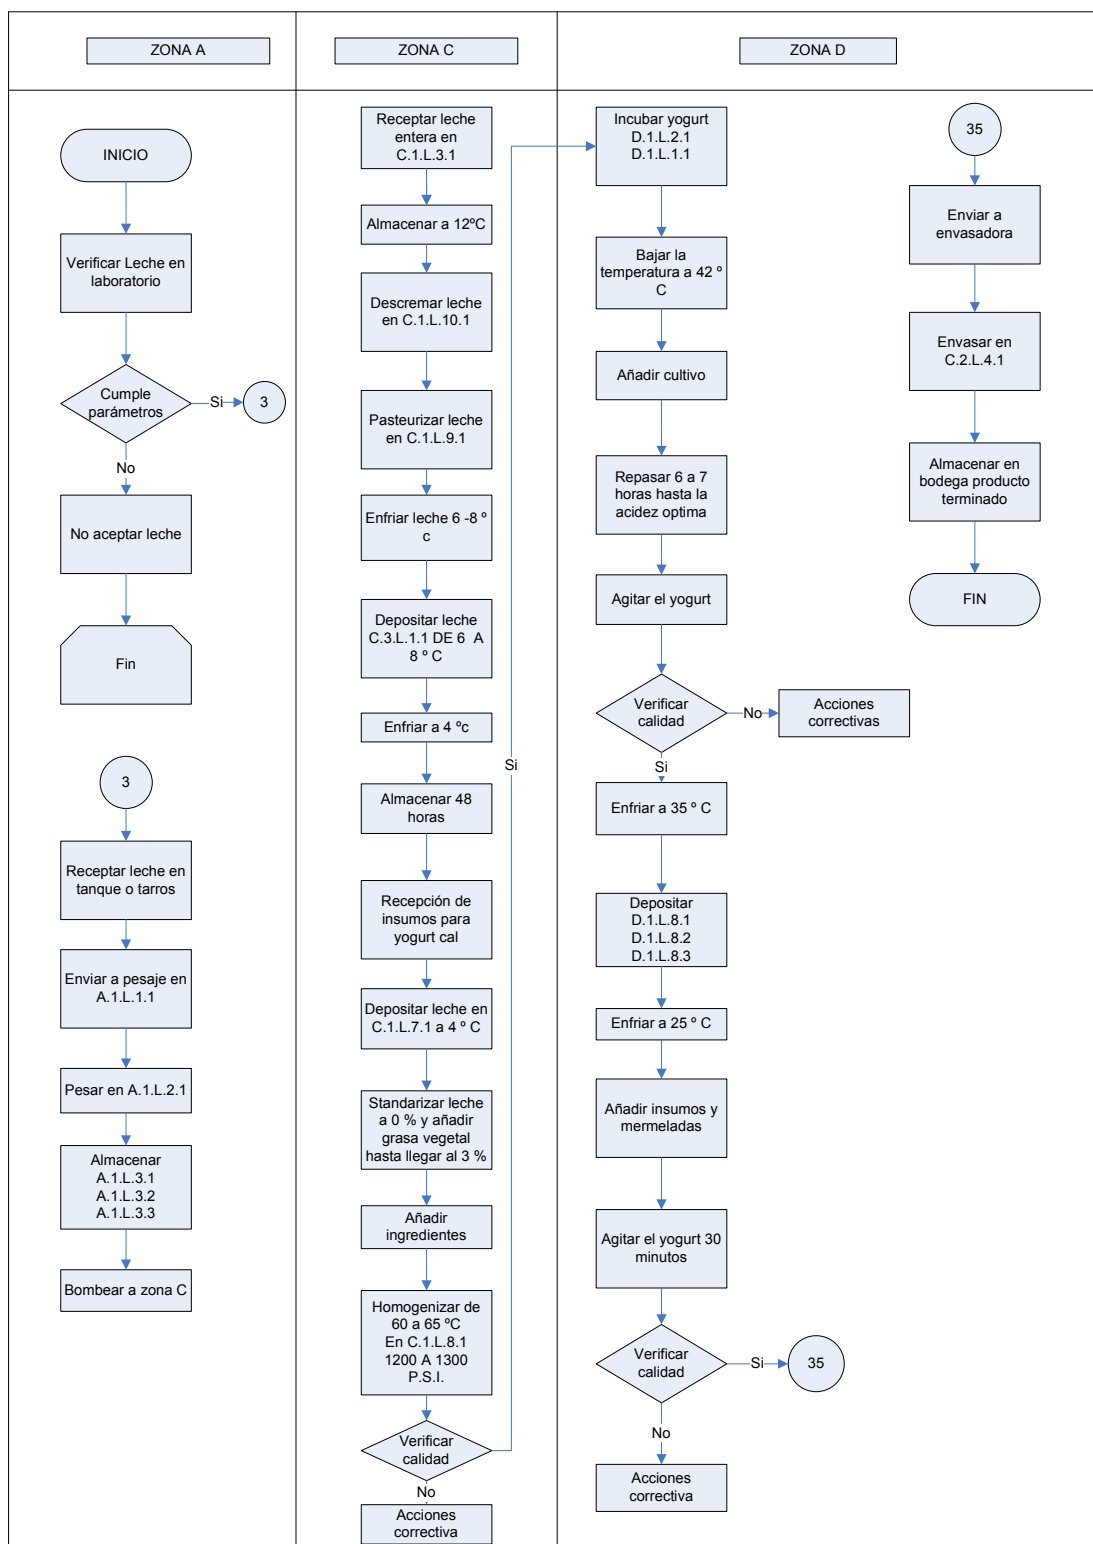 ZONA A
ZONA C
ZONA D
INICIO
Verificar Leche en
laboratorio
Cumple
parámetros
Si
3
No
No aceptar leche
Fin
3
Receptar leche en
tanque o tarros
Enviar a pesaje en
A.1.L.1.1
Pesar en A.1.L.2.1
Almacenar
A.1.L.3.1
A.1.L.3.2
A.1.L.3.3
Bombear a zona C
Receptar leche
entera en
C.1.L.3.1
Almacenar a 12ºC
Descremar leche
en C.1.L.10.1
Pasteurizar leche
en C.1.L.9.1
Enfriar leche 6 -8 º
c
Depositar leche
C.3.L.1.1 DE 6 A
8 º C
Enfriar a 4 ºc
Almacenar 48
horas
Recepción de
insumos para
yogurt cal
Depositar leche en
C.1.L.7.1 a 4 º C
Standarizar leche
a 0 % y añadir
grasa vegetal
hasta llegar al 3 %
Añadir
ingredientes
Homogenizar de
60 a 65 ºC
En C.1.L.8.1
1200 A 1300
P.S.I.
Verificar
calidad
Si
No
Acciones
correctiva
Incubar yogurt
D.1.L.2.1
D.1.L.1.1
Bajar la
temperatura a 42 º
C
Añadir cultivo
Repasar 6 a 7
horas hasta la
acidez optima
Agitar el yogurt
Verificar
calidad
No
Acciones
correctivas
Si
Enfriar a 35 º C
Depositar
D.1.L.8.1
D.1.L.8.2
D.1.L.8.3
Enfriar a 25 º C
Añadir insumos y
mermeladas
Agitar el yogurt 30
minutos
Verificar
calidad
Si
35
No
Acciones
correctiva
35
Enviar a
envasadora
Envasar en
C.2.L.4.1
Almacenar en
bodega producto
terminado
FIN